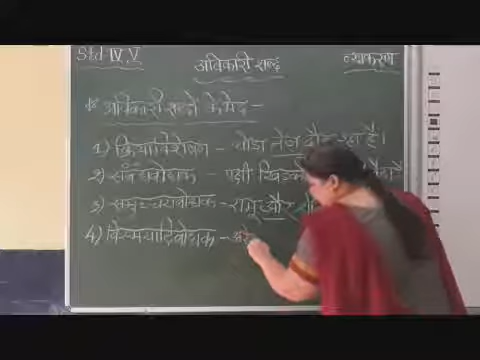 Std-IV,V
अविकारी शब्द
व्याकरण
* अविकारी शब्दों के भेद -
1) क्रियाविशेषण - घोडा तेज दौड रहा है।
2) संबंधबोधक - पक्षी खिड़की बैठा है
3) समुच्चयबोधक - रामू और
4) विस्मयादिबोधक -